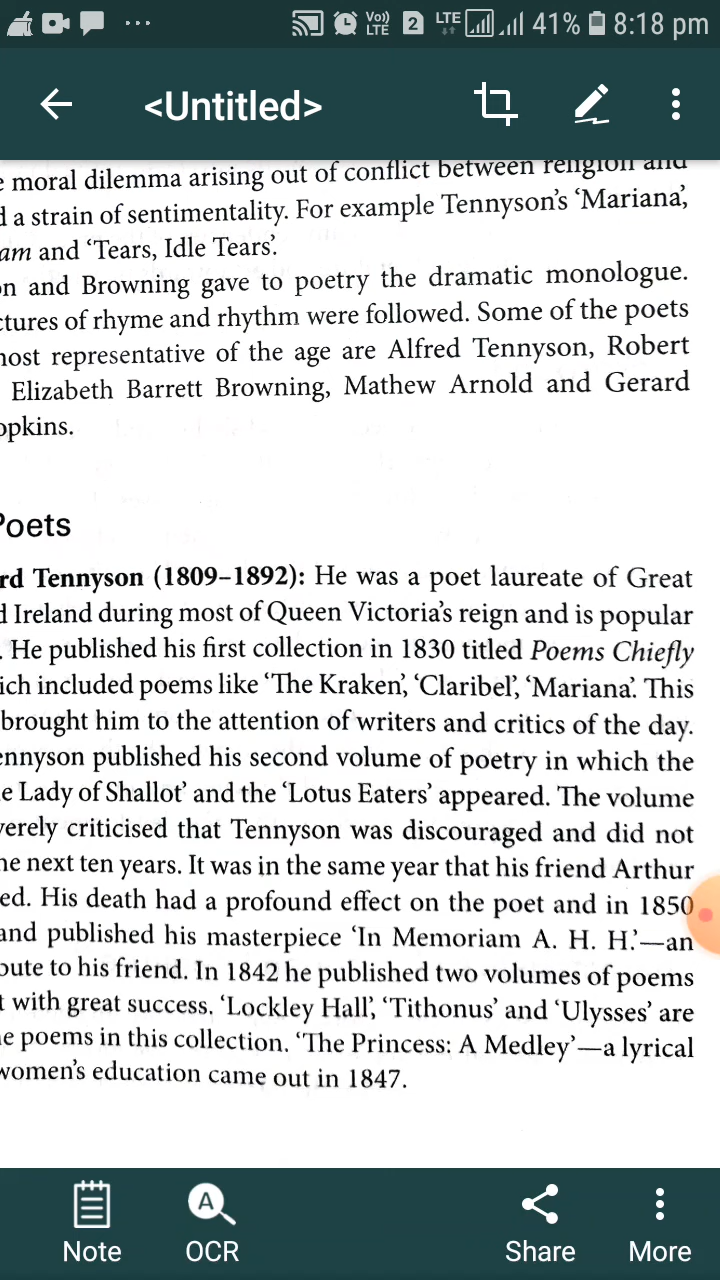 Vo))
LTE
2
LTE
41%
8:18 pm
<Untitled>
e moral dilemma arising out of conflict between religion and
d a strain of sentimentality. For example Tennyson's 'Mariana',
am and 'Tears, Idle Tears'.
on and Browning gave to poetry the dramatic monologue.
ctures of rhyme and rhythm were followed. Some of the poets
nost representative of the age are Alfred Tennyson, Robert
Elizabeth Barrett Browning, Mathew Arnold and Gerard
opkins.
Poets
rd Tennyson (1809–1892): He was a poet laureate of Great
d Ireland during most of Queen Victoria's reign and is popular
. He published his first collection in 1830 titled Poems Chiefly
ich included poems like 'The Kraken', 'Claribel', 'Mariana'. This
brought him to the attention of writers and critics of the day.
ennyson published his second volume of poetry in which the
e Lady of Shallot' and the 'Lotus Eaters' appeared. The volume
verely criticised that Tennyson was discouraged and did not
he next ten years. It was in the same year that his friend Arthur
ed. His death had a profound effect on the poet and in 1850
and published his masterpiece 'In Memoriam A. H. H.'—an
bute to his friend. In 1842 he published two volumes of poems
t with great success. 'Lockley Hall', 'Tithonus' and 'Ulysses' are
e poems in this collection. 'The Princess: A Medley'—a lyrical
women's education came out in 1847.
A
Note
OCR
Share
More